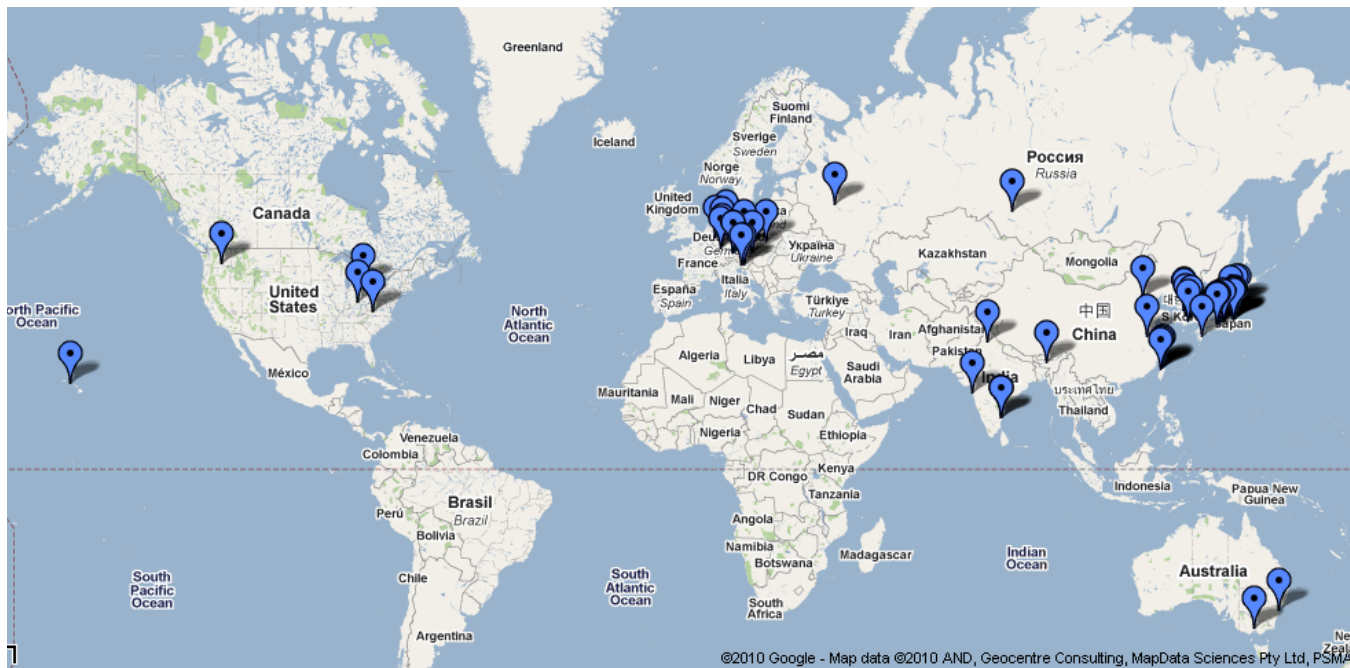 Greenland
Suomi
Finland
Iceland
Sverige
Sweden
Norge
Norway
Россия
Russia
United
Kingdom
Canada
Україна
Ukraine
France
Kazakhstan
Mongolia
Italia
Italy
España
Spain
United
States
North
Atlantic
Ocean
Türkiye
Turkey
中国
China
Japan
Iraq
Iran
Afghanistan
Pakistan
North Pacific
Ocean
Algeria
Libya
مصر
Egypt
Saudi
Arabia
India
México
Mauritania
Mali
Niger
Chad
Sudan
ประเทศไทย
Thailand
Nigeria
Ethiopia
Venezuela
Colombia
DR Congo
Kenya
Tanzania
Indonesia
Papua New
Guinea
Brasil
Brazil
Perú
Bolivia
Angola
Namibia
Botswana
Madagascar
Indian
Ocean
Australia
South
Pacific
Ocean
Chile
South
Atlantic
Ocean
South
Africa
Argentina
©2010 Google - Map data ©2010 AND, Geocentre Consulting, MapData Sciences Pty Ltd, PSMA